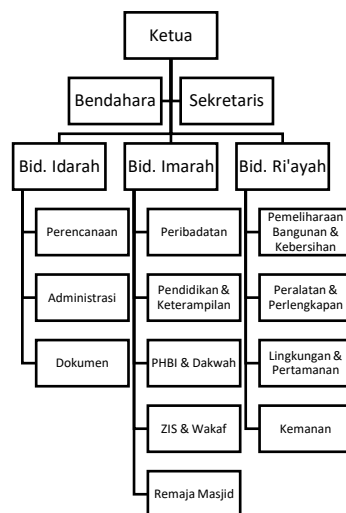 Ketua
Bendahara
Sekretaris
Bid. Idarah
Bid. Imarah
Bid. Ri'ayah
Perencanaan
Administrasi
Dokumen
Peribadatan
Pendidikan &
Keterampilan
PHBI & Dakwah
ZIS & Wakaf
Remaja Masjid
Pemeliharaan
Bangunan &
Kebersihan
Peralatan &
Perlengkapan
Lingkungan &
Pertamanan
Kemanan